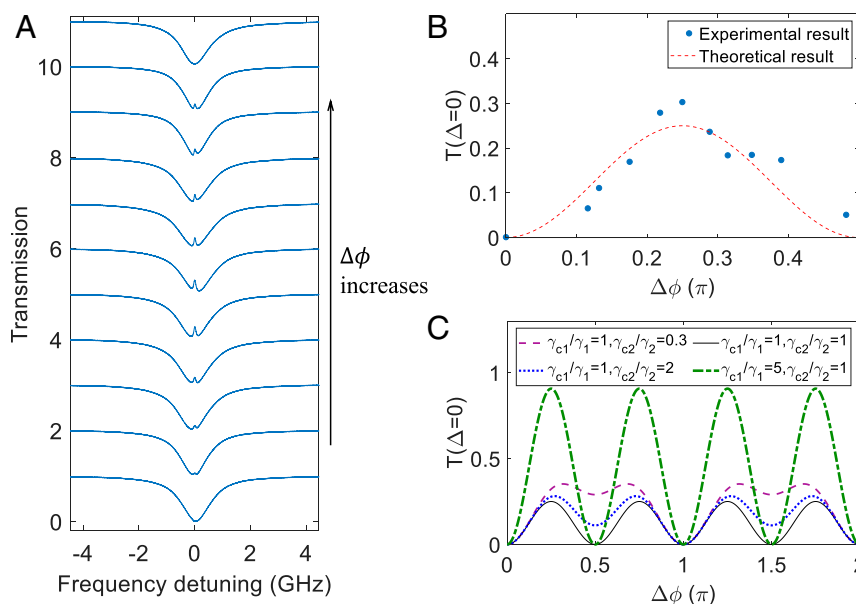 A
10
8
6
4
2
0
Transmission
-4
-2
0
2
4
Frequency detuning (GHz)
Δϕ
increases
B
Experimental result
Theoretical result
0.5
0.4
0.3
0.2
0.1
0
T(Δ=0)
0
0.1
0.2
0.3
0.4
Δϕ (π)
C
γc1/γ1=1,γc2/γ2=0.3
γc1/γ1=1,γc2/γ2=1
γc1/γ1=1,γc2/γ2=2
γc1/γ1=5,γc2/γ2=1
1
0.5
0
T(Δ=0)
0
0.5
1
1.5
2
Δϕ (π)